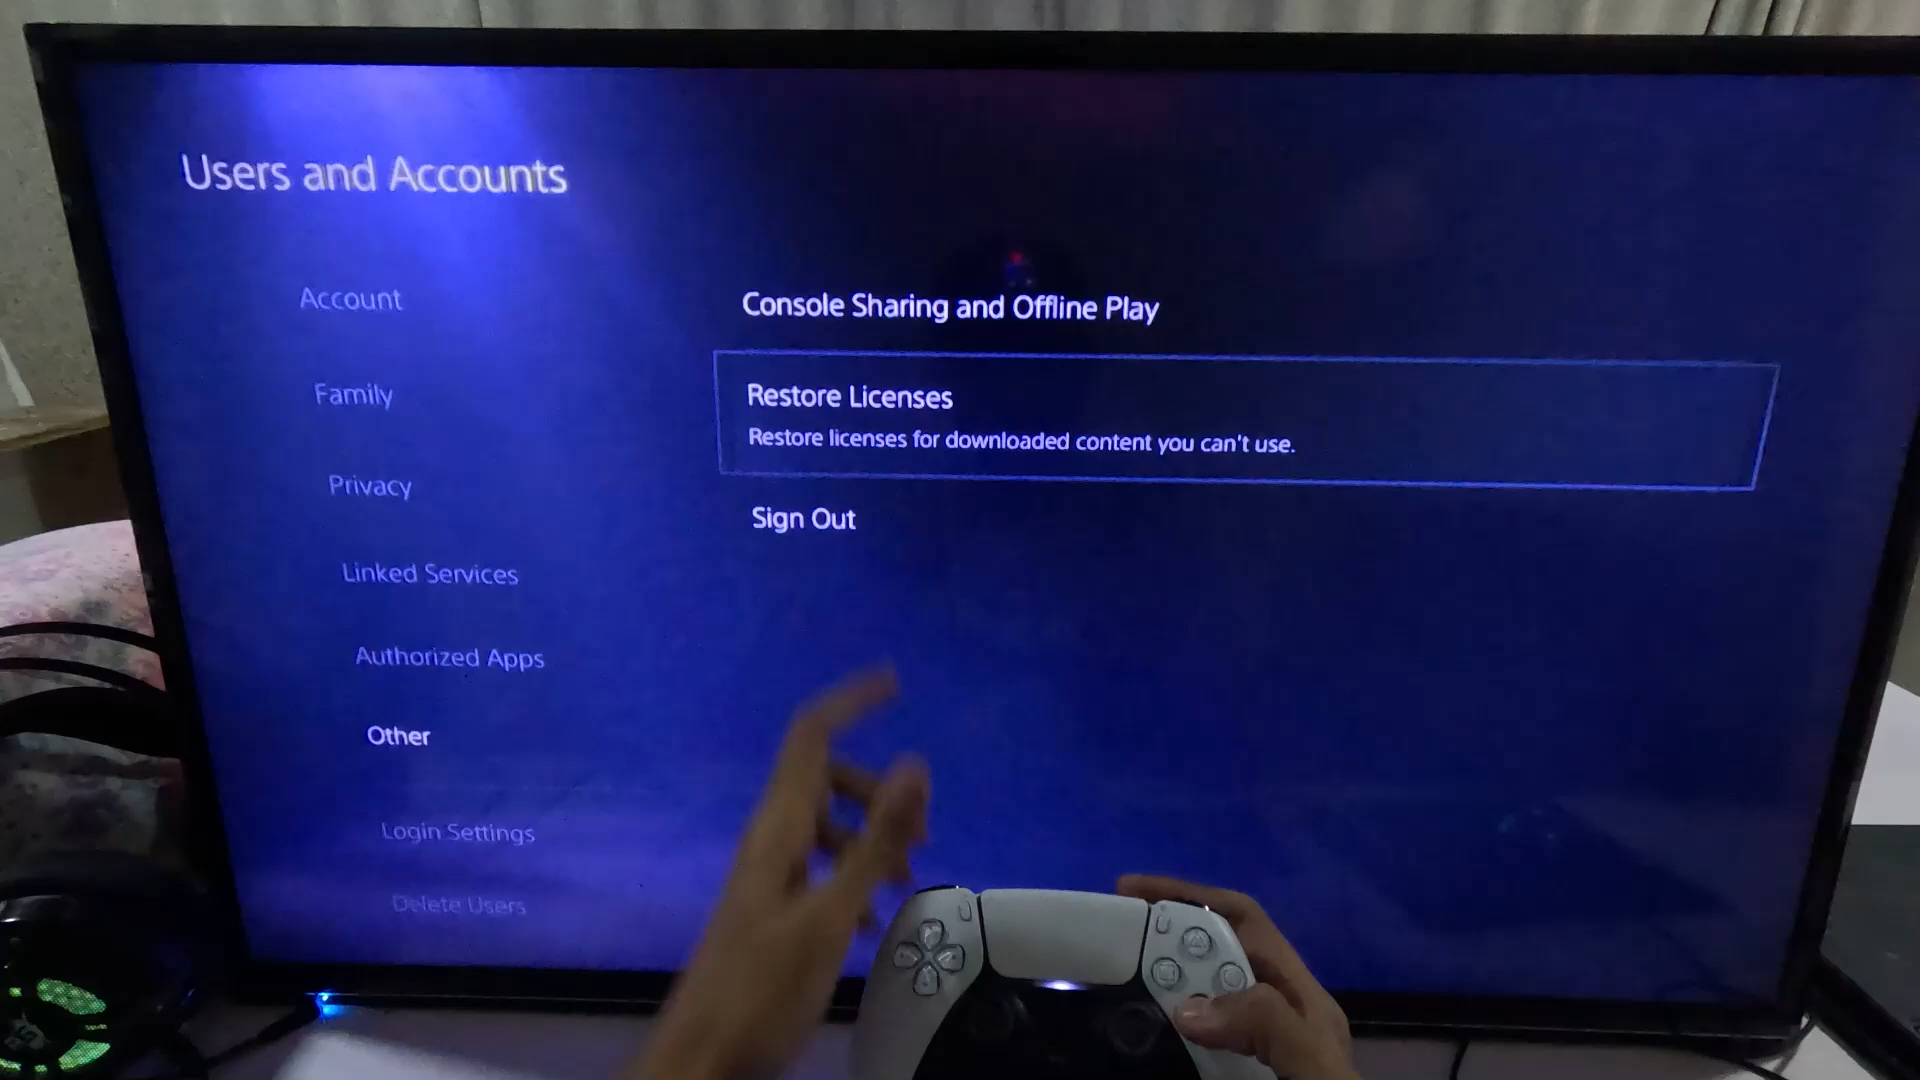 Users and Accounts
Account
Family
Privacy
Linked Services
Authorized Apps
Other
Login Settings
Delete Users
Console Sharing and Offline Play
Restore Licenses
Restore licenses for downloaded content you can't use.
Sign Out